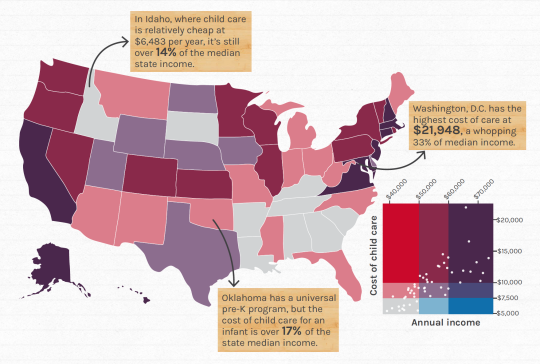 In Idaho, where child care
is relatively cheap at
$6,483 per year, it's still
over 14% of the median
state income.
Washington, D.C. has the
highest cost of care at
$21,948, a whopping
33% of median income.
$40,000
$50,000
$60,000
$70,000
Cost of child care
$20,000
$15,000
$10,000
$7,500
$5,000
Annual income
Oklahoma has a universal
pre-K program, but the
cost of child care for an
infant is over 17% of the
state median income.